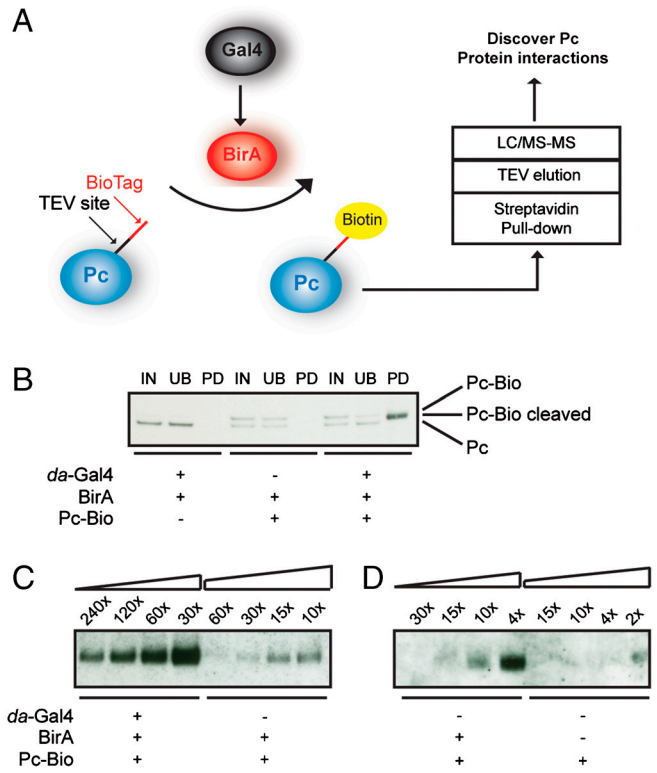 A
Gal4
BirA
BioTag
TEV site
Pc
Biotin
Pc
Discover Pc
Protein interactions
LC/MS-MS
TEV elution
Streptavidin
Pull-down
B
IN UB PD IN UB PD IN UB PD
Pc-Bio
Pc-Bio cleaved
Pc
da-Gal4 + - +
BirA + + +
Pc-Bio - + +
C
240x 120x 60x 30x 60x 30x 15x 10x
da-Gal4 + -
BirA + +
Pc-Bio + +
D
30x 15x 10x 4x 15x 10x 4x 2x
- -
+ -
+ +